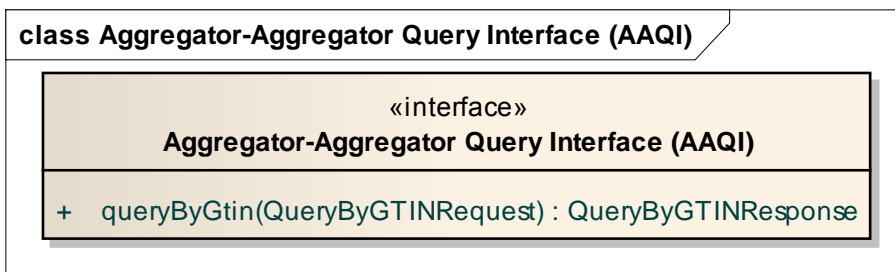 class Aggregator-Aggregator Query Interface (AAQI)
«interface»
Aggregator-Aggregator Query Interface (AAQI)
+ queryByGtin(QueryByGTINRequest) : QueryByGTINResponse